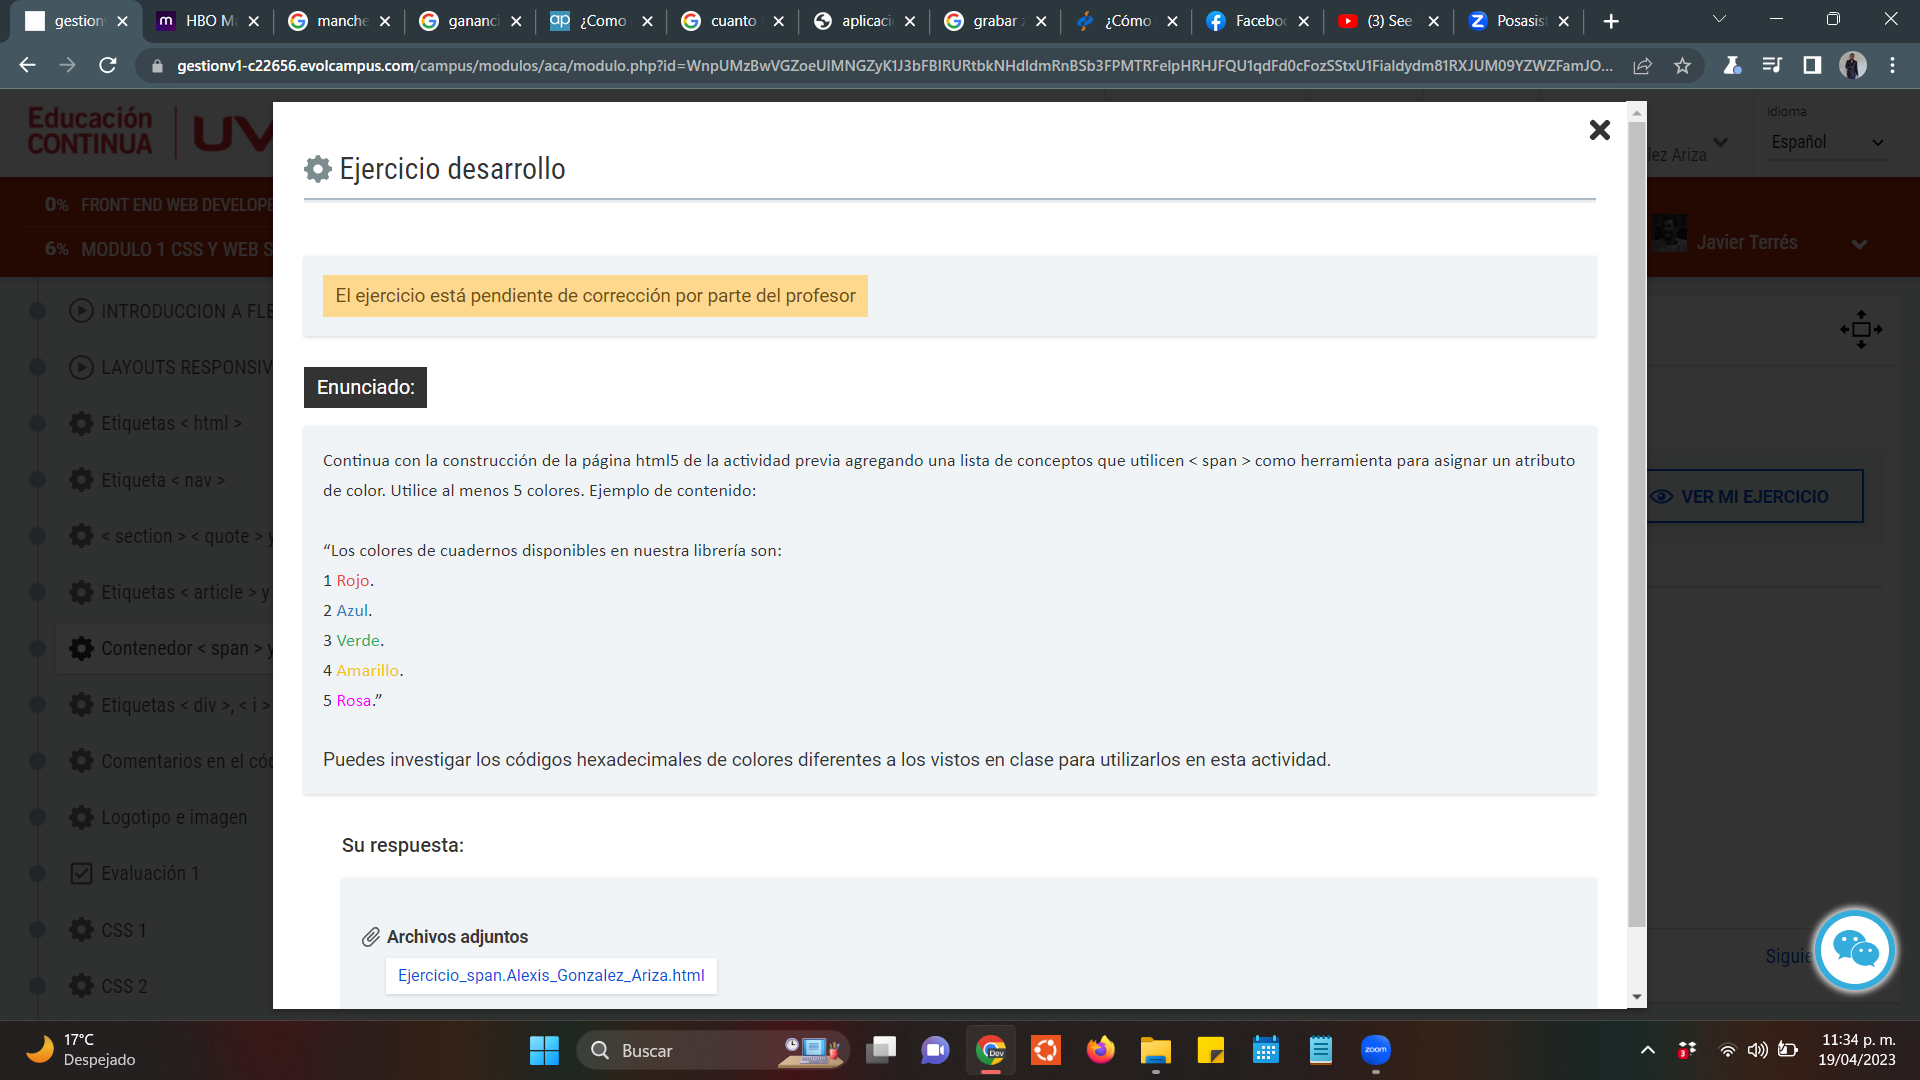 gestion
HBO M
manche
gananci
¿Como
cuanto
aplicaci
grabar
¿Cómo
Faceboo
(3) See
Posasis
gestionv1-c22656.evolcampus.com/campus/modulos/aca/modulo.php?id=
Educación
CONTINUA
UV
idioma
Español
lez Ariza
0% FRONT END WEB DEVELOPE
6% MODULO 1 CSS Y WEB S
Javier Terrés
Ejercicio desarrollo
El ejercicio está pendiente de corrección por parte del profesor
Enunciado:
Continua con la construcción de la página html5 de la actividad previa agregando una lista de conceptos que utilicen < span > como herramienta para asignar un atributo
de color. Utilice al menos 5 colores. Ejemplo de contenido:
“Los colores de cuadernos disponibles en nuestra librería son:
1 Rojo.
2 Azul.
3 Verde.
4 Amarillo.
5 Rosa.”
Puedes investigar los códigos hexadecimales de colores diferentes a los vistos en clase para utilizarlos en esta actividad.
Su respuesta:
Archivos adjuntos
Ejercicio_span.Alexis_Gonzalez_Ariza.html
INTRODUCCION A FLE
LAYOUTS RESPONSIV
Etiquetas < html >
Etiqueta < nav >
< section > < quote > y
Etiquetas < article > y
Contenedor < span > y
Etiquetas < div >, < i >
Comentarios en el cód
Logotipo e imagen
Evaluación 1
CSS 1
CSS 2
VER MI EJERCICIO
Siguie
17°C
Despejado
Buscar
Dev
zoom
3
11:34 p. m.
19/04/2023